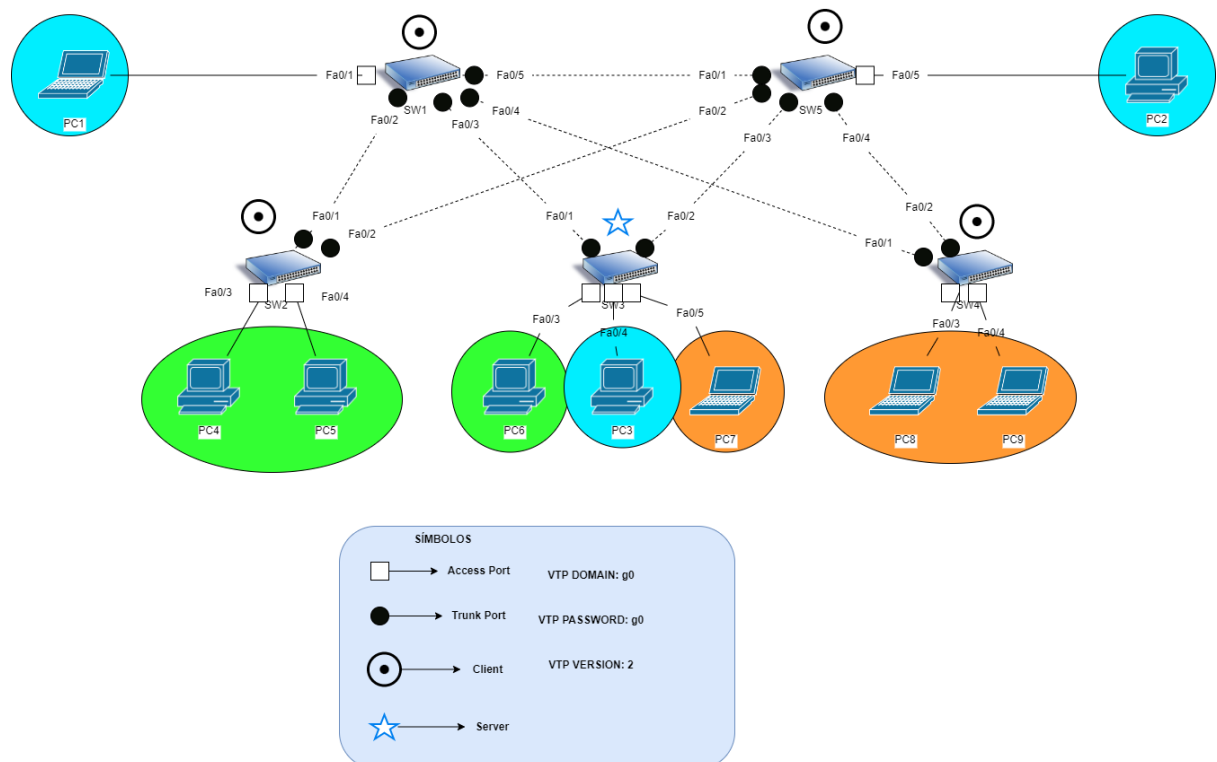 Fa0/1
Fa0/5
Fa0/1
Fa0/5
PC1
SW1
Fa0/2
Fa0/3
Fa0/4
Fa0/2
SW5
Fa0/3
Fa0/4
PC2
Fa0/1
Fa0/2
Fa0/1
Fa0/2
Fa0/2
Fa0/1
Fa0/3
SW2
Fa0/4
SW3
Fa0/3
Fa0/4
Fa0/5
SW4
Fa0/3
Fa0/4
PC4
PC5
PC6
PC3
PC7
PC8
PC9
SÍMBOLOS
Access Port
VTP DOMAIN: g0
Trunk Port
VTP PASSWORD: g0
Client
VTP VERSION: 2
Server